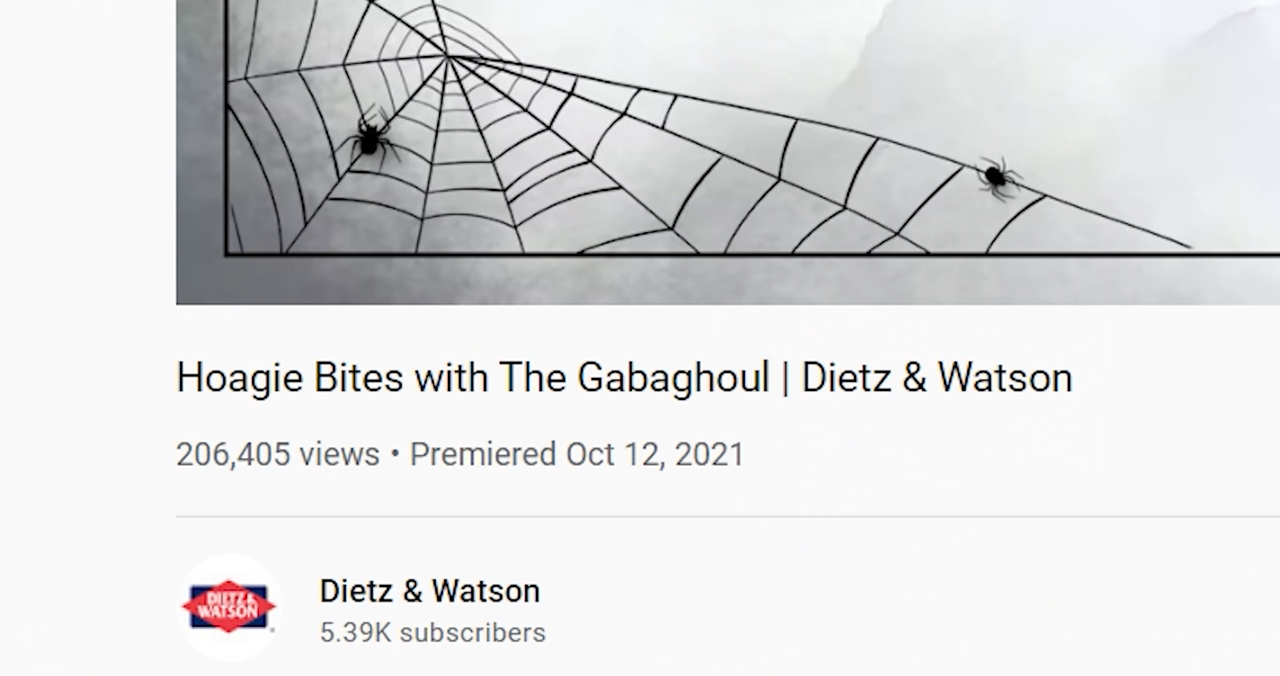 Hoagie Bites with The Gabaghoul | Dietz & Watson
206,405 views • Premiered Oct 12, 2021
DIETZ &
WATSON
Dietz & Watson
5.39K subscribers